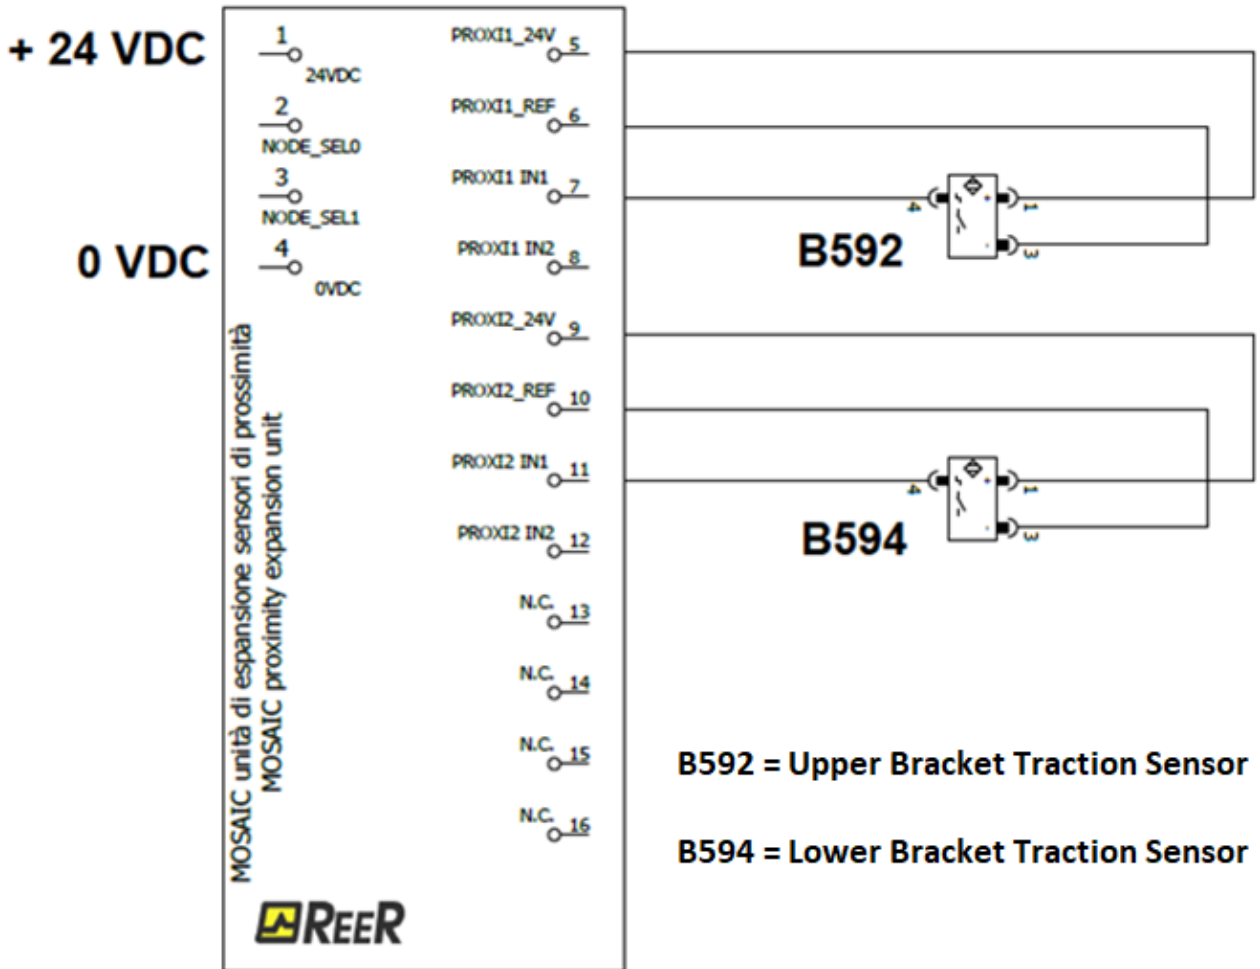 + 24 VDC
0 VDC
1
24VDC
2
NODE_SEL0
3
NODE_SEL1
4
0VDC
PROXI1_24V 5
PROXI1_REF 6
PROXI1 IN1 7
PROXI1 IN2 8
PROXI2_24V 9
PROXI2_REF 10
PROXI2 IN1 11
PROXI2 IN2 12
N.C. 13
N.C. 14
N.C. 15
N.C. 16
MOSAIC unità di espansione sensori di prossimità
MOSAIC proximity expansion unit
REER
4
+
1
-
3
B592
4
+
1
-
3
B594
B592 = Upper Bracket Traction Sensor
B594 = Lower Bracket Traction Sensor